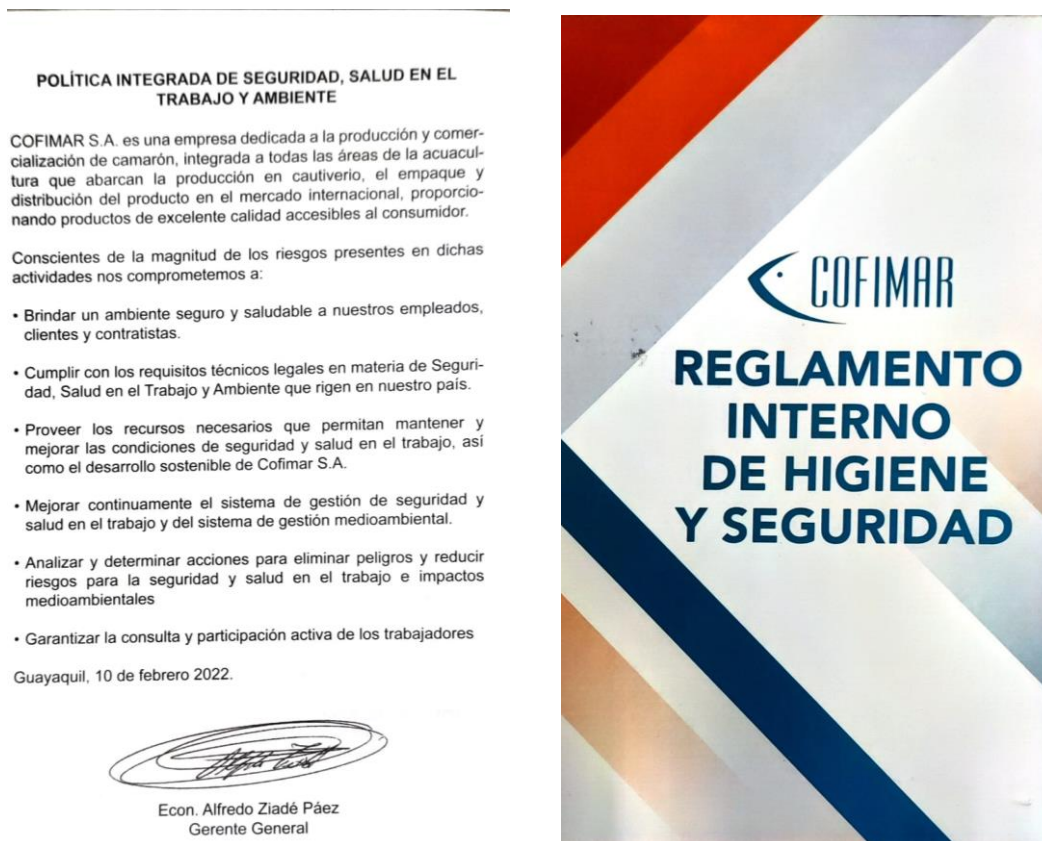 POLÍTICA INTEGRADA DE SEGURIDAD, SALUD EN EL
TRABAJO Y AMBIENTE
COFIMAR S.A. es una empresa dedicada a la producción y comer-
cialización de camarón, integrada a todas las áreas de la acuacul-
tura que abarcan la producción en cautiverio, el empaque y
distribución del producto en el mercado internacional, proporcio-
nando productos de excelente calidad accesibles al consumidor.
Conscientes de la magnitud de los riesgos presentes en dichas
actividades nos comprometemos a:
• Brindar un ambiente seguro y saludable a nuestros empleados,
clientes y contratistas.
• Cumplir con los requisitos técnicos legales en materia de Seguri-
dad, Salud en el Trabajo y Ambiente que rigen en nuestro país.
• Proveer los recursos necesarios que permitan mantener y
mejorar las condiciones de seguridad y salud en el trabajo, así
como el desarrollo sostenible de Cofimar S.A.
• Mejorar continuamente el sistema de gestión de seguridad y
salud en el trabajo y del sistema de gestión medioambiental.
• Analizar y determinar acciones para eliminar peligros y reducir
riesgos para la seguridad y salud en el trabajo e impactos
medioambientales
• Garantizar la consulta y participación activa de los trabajadores
Guayaquil, 10 de febrero 2022.
Econ. Alfredo Ziadé Páez
Gerente General
COFIMAR
REGLAMENTO
INTERNO
DE HIGIENE
Y SEGURIDAD